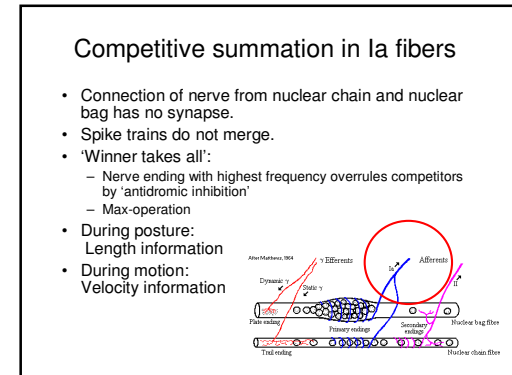 Competitive summation in Ia fibers
• Connection of nerve from nuclear chain and nuclear
bag has no synapse.
• Spike trains do not merge.
• ‘Winner takes all’:
– Nerve ending with highest frequency overrules competitors
by ‘antidromic inhibition’
– Max-operation
• During posture:
Length information
• During motion:
Velocity information
After Matthews, 1964
γ Efferents
Afferents
Ia
II
Dynamic γ
Static γ
Plate ending
Primary endings
Secondary
endings
Nuclear bag fibre
Trail ending
Nuclear chain fibre